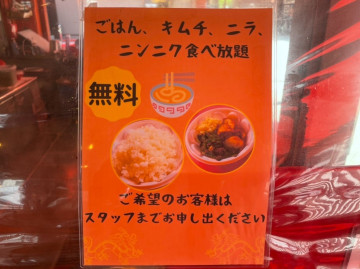 ごはん、キムチ、ニラ、
ニンニク食べ放題
無料
ご希望のお客様は
スタッフまでお申し出ください